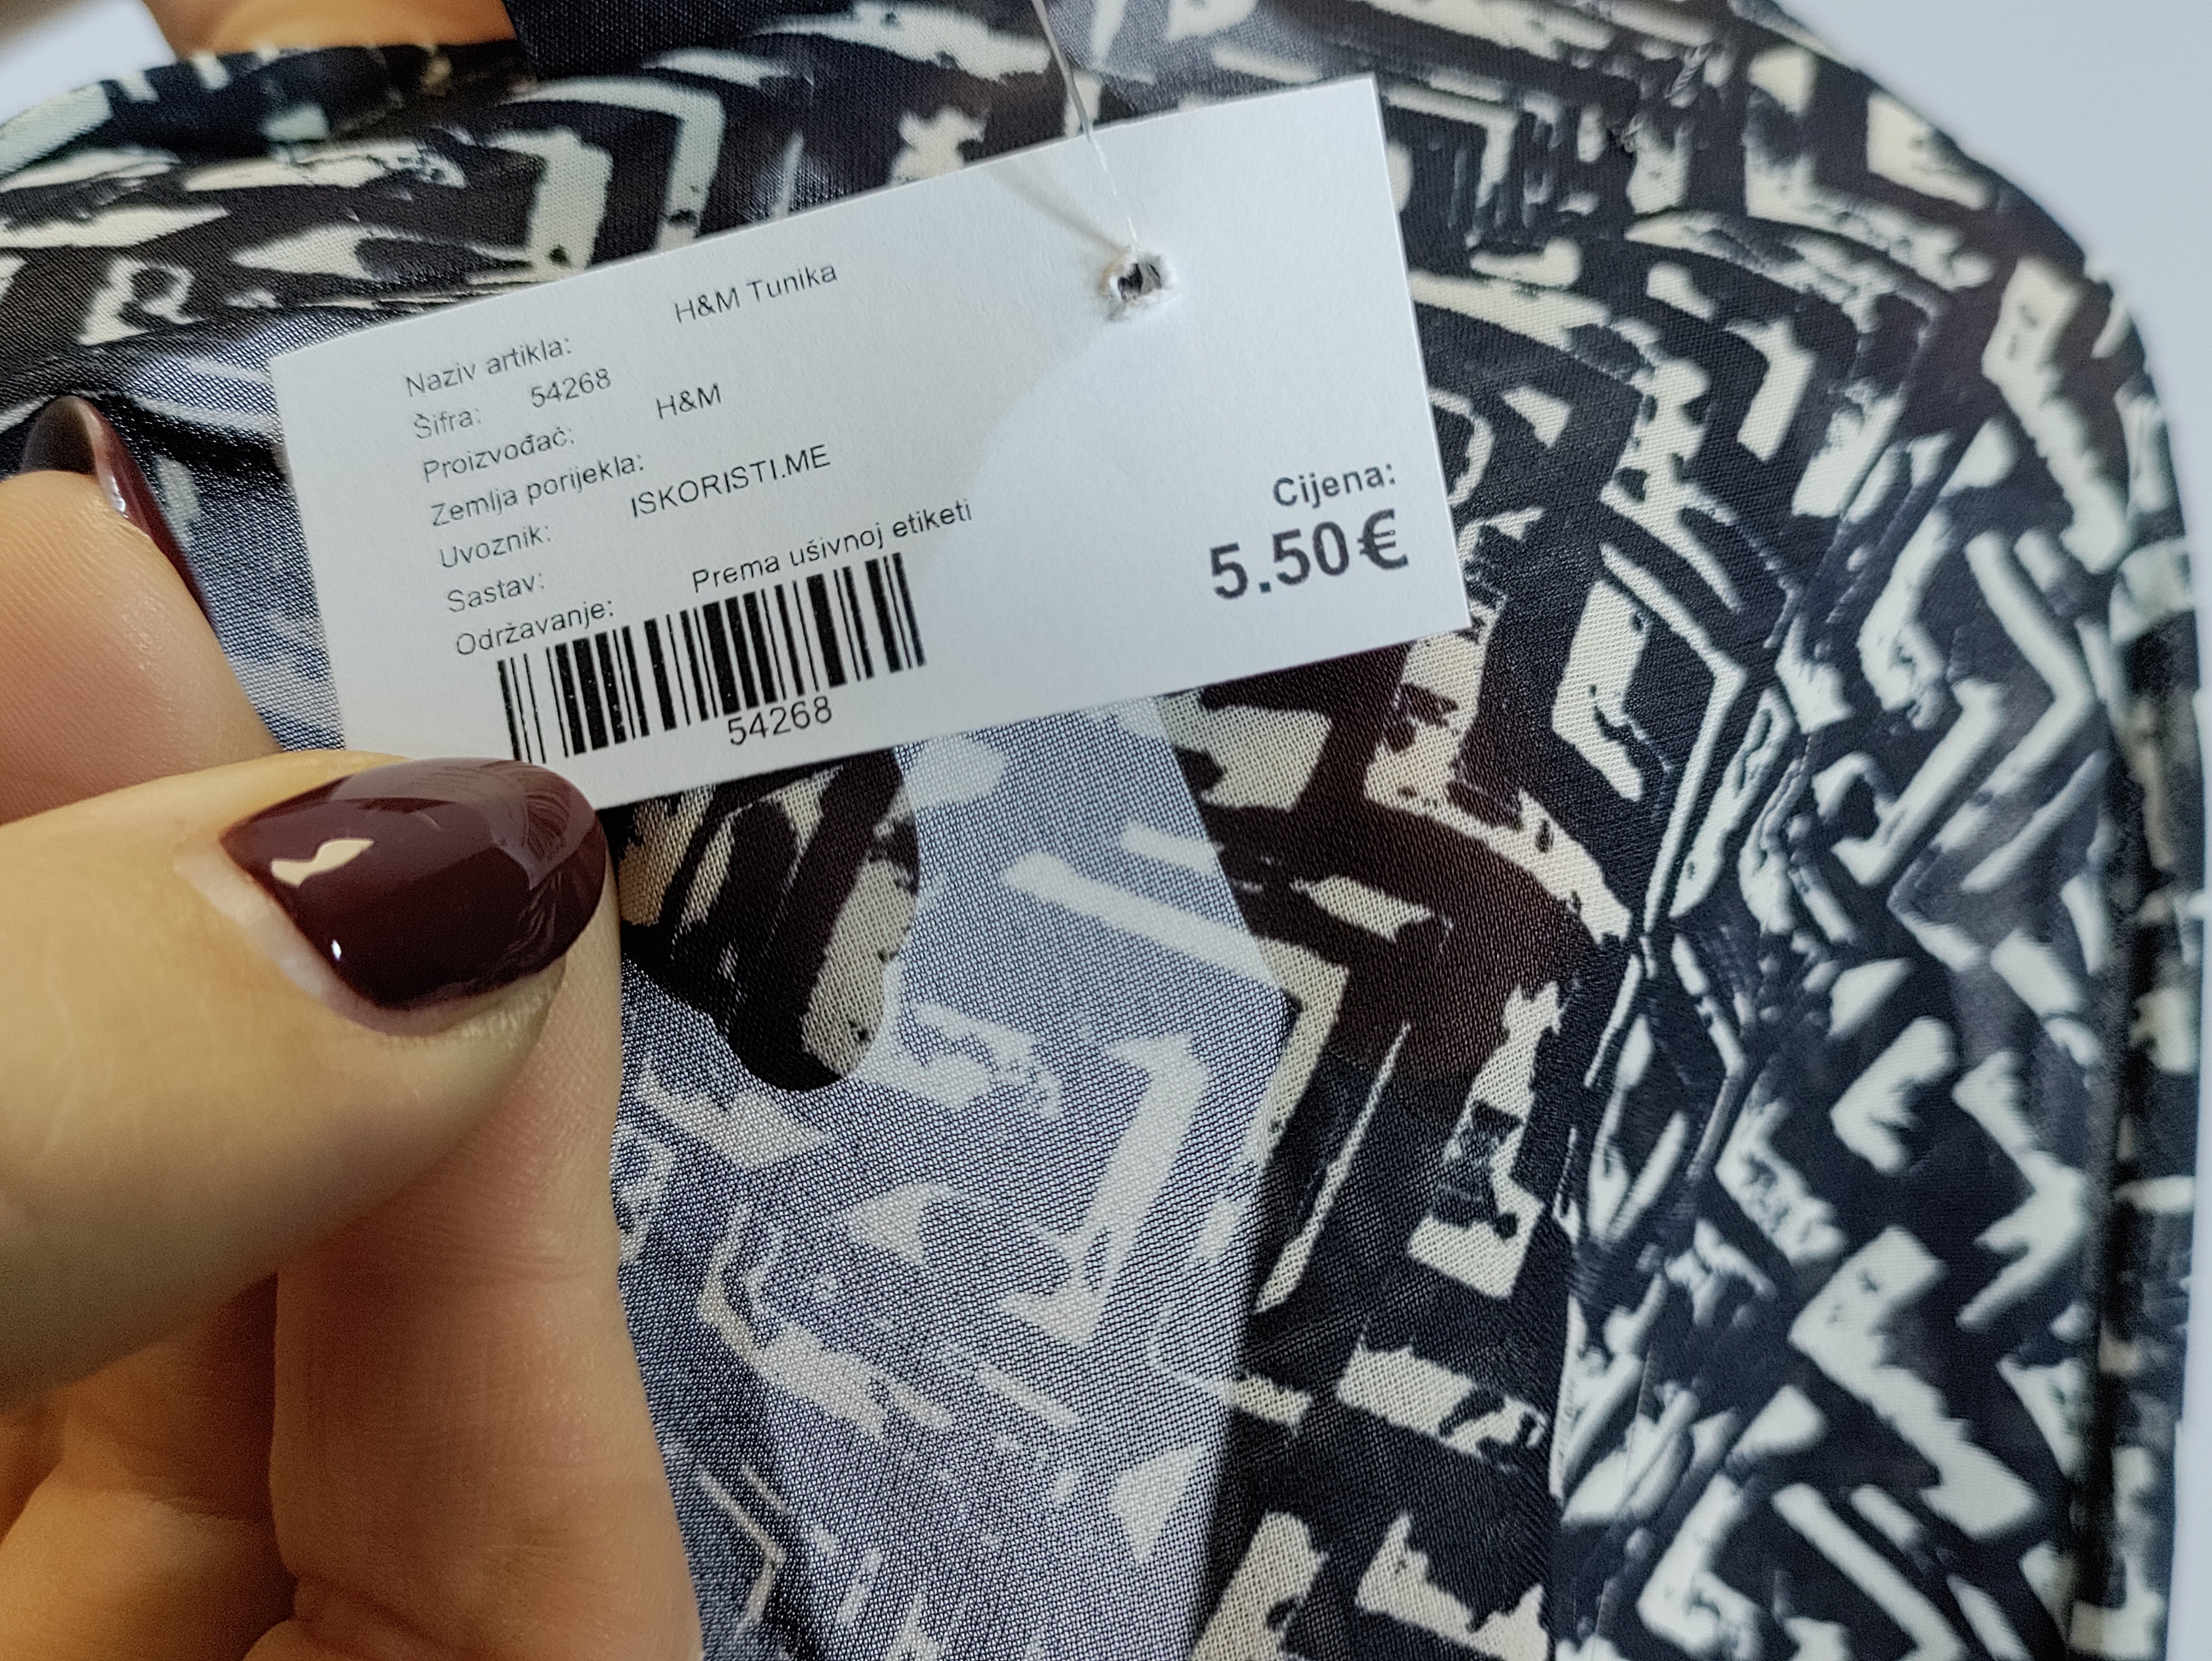 Naziv artikla: H&M Tunika
Šifra: 54268
Proizvođač: H&M
Zemlja porijekla:
Uvoznik: ISKORISTI.ME
Sastav:
Održavanje: Prema ušivnoj etiketi
54268
Cijena:
5.50€